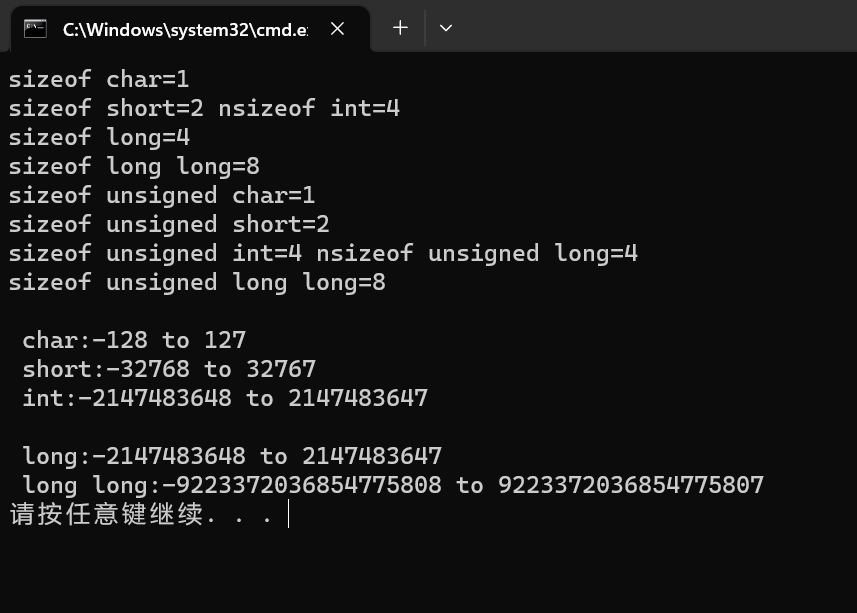 C:\Windows\system32\cmd.e
sizeof char=1
sizeof short=2 nsizeof int=4
sizeof long=4
sizeof long long=8
sizeof unsigned char=1
sizeof unsigned short=2
sizeof unsigned int=4 nsizeof unsigned long=4
sizeof unsigned long long=8
char:-128 to 127
short:-32768 to 32767
int:-2147483648 to 2147483647
long:-2147483648 to 2147483647
long long:-9223372036854775808 to 9223372036854775807
请按任意键继续. . .